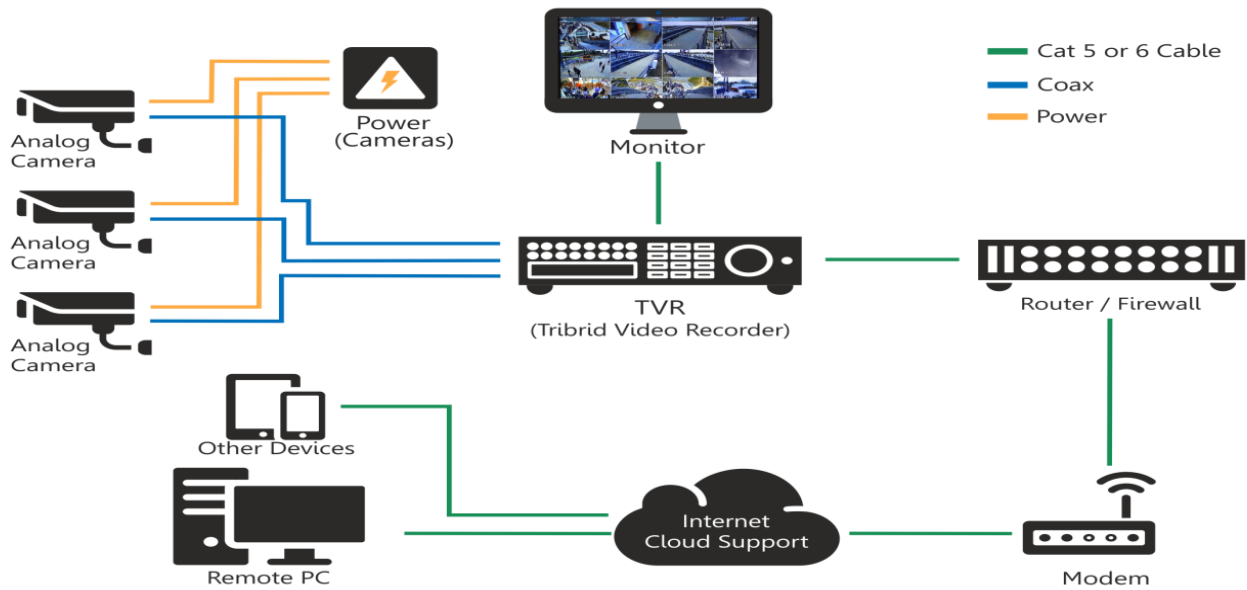 Power
(Cameras)
Monitor
Cat 5 or 6 Cable
Coax
Power
Analog
Camera
Analog
Camera
Analog
Camera
TVR
(Tribrid Video Recorder)
Router / Firewall
Other Devices
Remote PC
Internet
Cloud Support
Modem